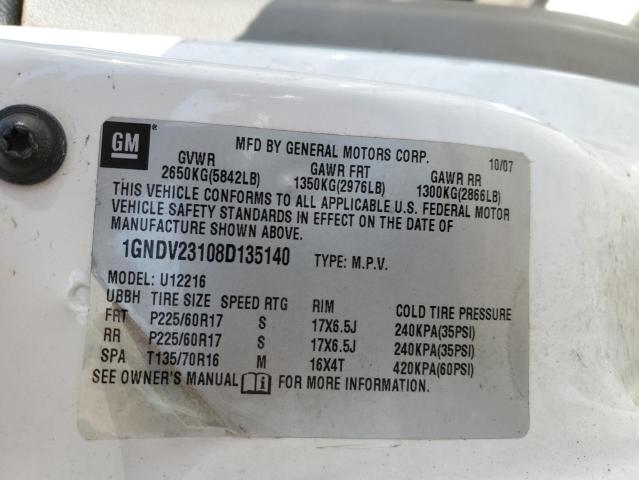 GM
MFD BY GENERAL MOTORS CORP. 10/07
GVWR GAWR FRT GAWR RR
2650KG(5842LB) 1350KG(2976LB) 1300KG(2866LB)
THIS VEHICLE CONFORMS TO ALL APPLICABLE U.S. FEDERAL MOTOR
VEHICLE SAFETY STANDARDS IN EFFECT ON THE DATE OF
MANUFACTURE SHOWN ABOVE.
1GNDV23108D135140 TYPE: M.P.V.
MODEL: U12216
UBBH TIRE SIZE SPEED RTG RIM COLD TIRE PRESSURE
FRT P225/60R17 S 17X6.5J 240KPA(35PSI)
RR P225/60R17 S 17X6.5J 240KPA(35PSI)
SPA T135/70R16 M 16X4T 420KPA(60PSI)
SEE OWNER'S MANUAL FOR MORE INFORMATION.